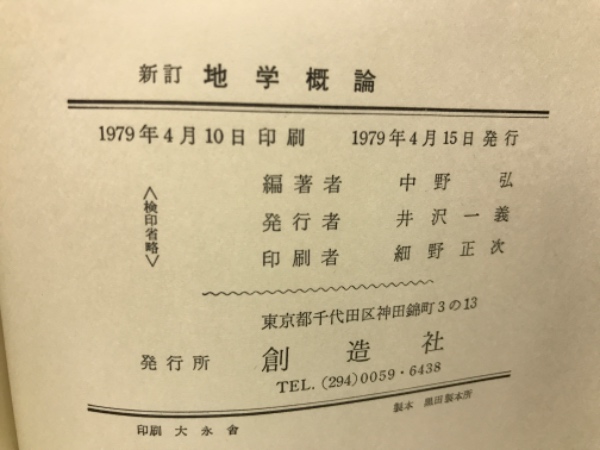 新訂 地学概論
1979年4月10日 印刷 1979年4月15日 発行
〈検印省略〉
編著者 中野 弘
発行者 井沢一義
印刷者 細野正次
東京都千代田区神田錦町3の13
発行所 創造社
TEL. (294) 0059・6438
印刷 大永舎 製本 黒田製本所